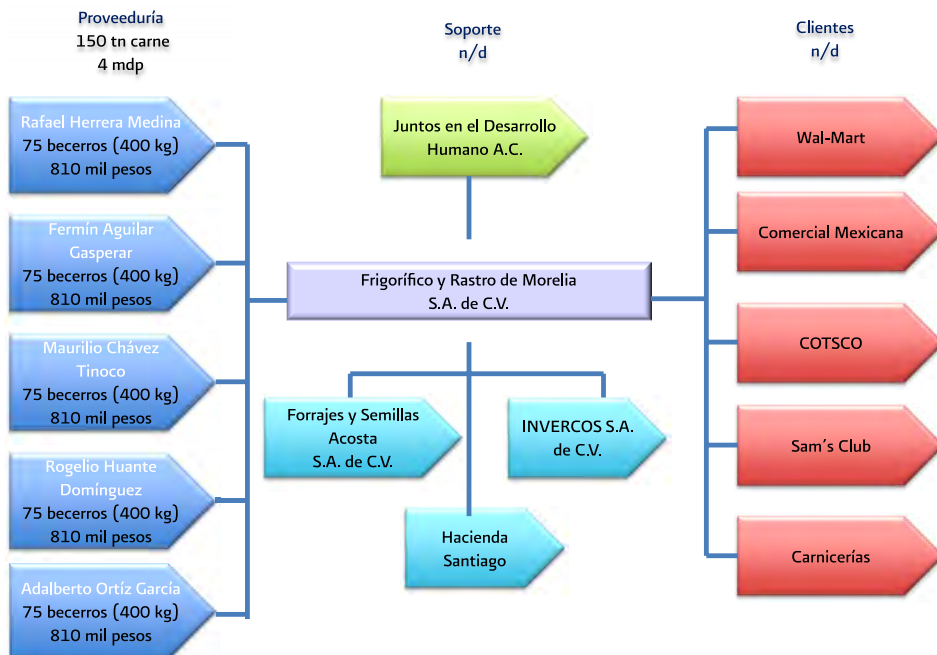 Proveeduría
150 tn carne
4 mdp
Rafael Herrera Medina
75 becerros (400 kg)
810 mil pesos
Fermín Aguilar
Gasperar
75 becerros (400 kg)
810 mil pesos
Maurilio Chávez
Tinoco
75 becerros (400 kg)
810 mil pesos
Rogelio Huante
Domínguez
75 becerros (400 kg)
810 mil pesos
Adalberto Ortíz García
75 becerros (400 kg)
810 mil pesos
Soporte
n/d
Juntos en el Desarrollo
Humano A.C.
Frigorífico y Rastro de Morelia
S.A. de C.V.
Forrajes y Semillas
Acosta
S.A. de C.V.
INVERCOS S.A.
de C.V.
Hacienda
Santiago
Clientes
n/d
Wal-Mart
Comercial Mexicana
COTSCO
Sam´s Club
Carnicerías